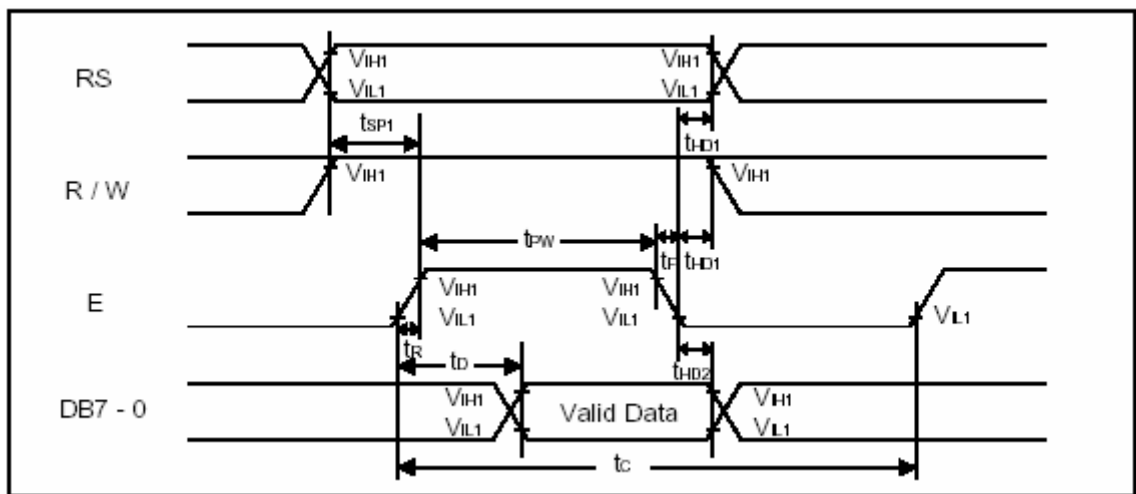 RS
VIH1
VIH1
VIL1
VIL1
tSP1
tHD1
R / W
VIH1
VIH1
tPW
tF
tHD1
E
VIH1
VIH1
VIL1
VIL1
VIL1
tR
tD
tHD2
DB7 - 0
VIH1
Valid Data
VIH1
VIL1
VIL1
tC